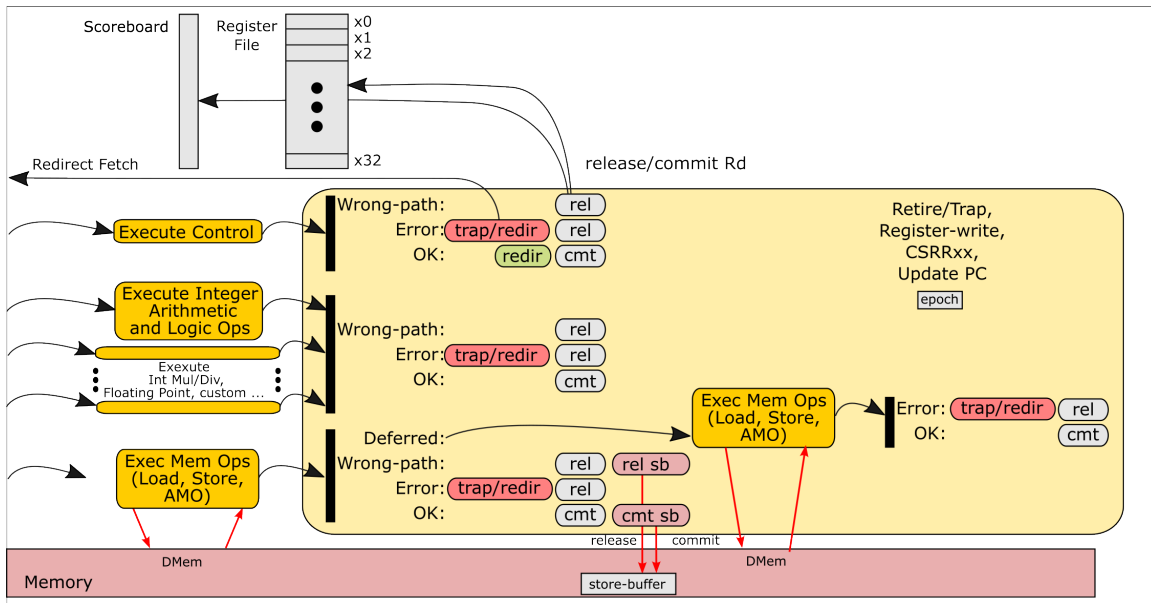 Scoreboard
Register
File
x0
x1
x2
x32
Redirect Fetch
release/commit Rd
Execute Control
Wrong-path: rel
Error: trap/redir rel
OK: redir cmt
Retire/Trap,
Register-write,
CSRRxx,
Update PC
epoch
Execute Integer
Arithmetic
and Logic Ops
Exexute
Int Mul/Div,
Floating Point, custom ...
Wrong-path: rel
Error: trap/redir rel
OK: cmt
Exec Mem Ops
(Load, Store,
AMO)
Deferred:
Wrong-path: rel rel sb
Error: trap/redir rel
OK: cmt cmt sb
Exec Mem Ops
(Load, Store,
AMO)
Error: trap/redir rel
OK: cmt
release commit
DMem
DMem
Memory
store-buffer